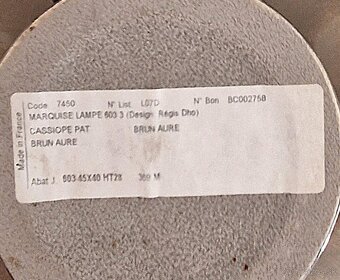 Code 7450 N° List L07D N° Bon BC002758
MARQUISE LAMPE 603 3 (Design Régis Dho)
CASSIOPE PAT BRUN AURE
BRUN AURE
Abat J. 603 45X40 HT28 369 M
Made in France